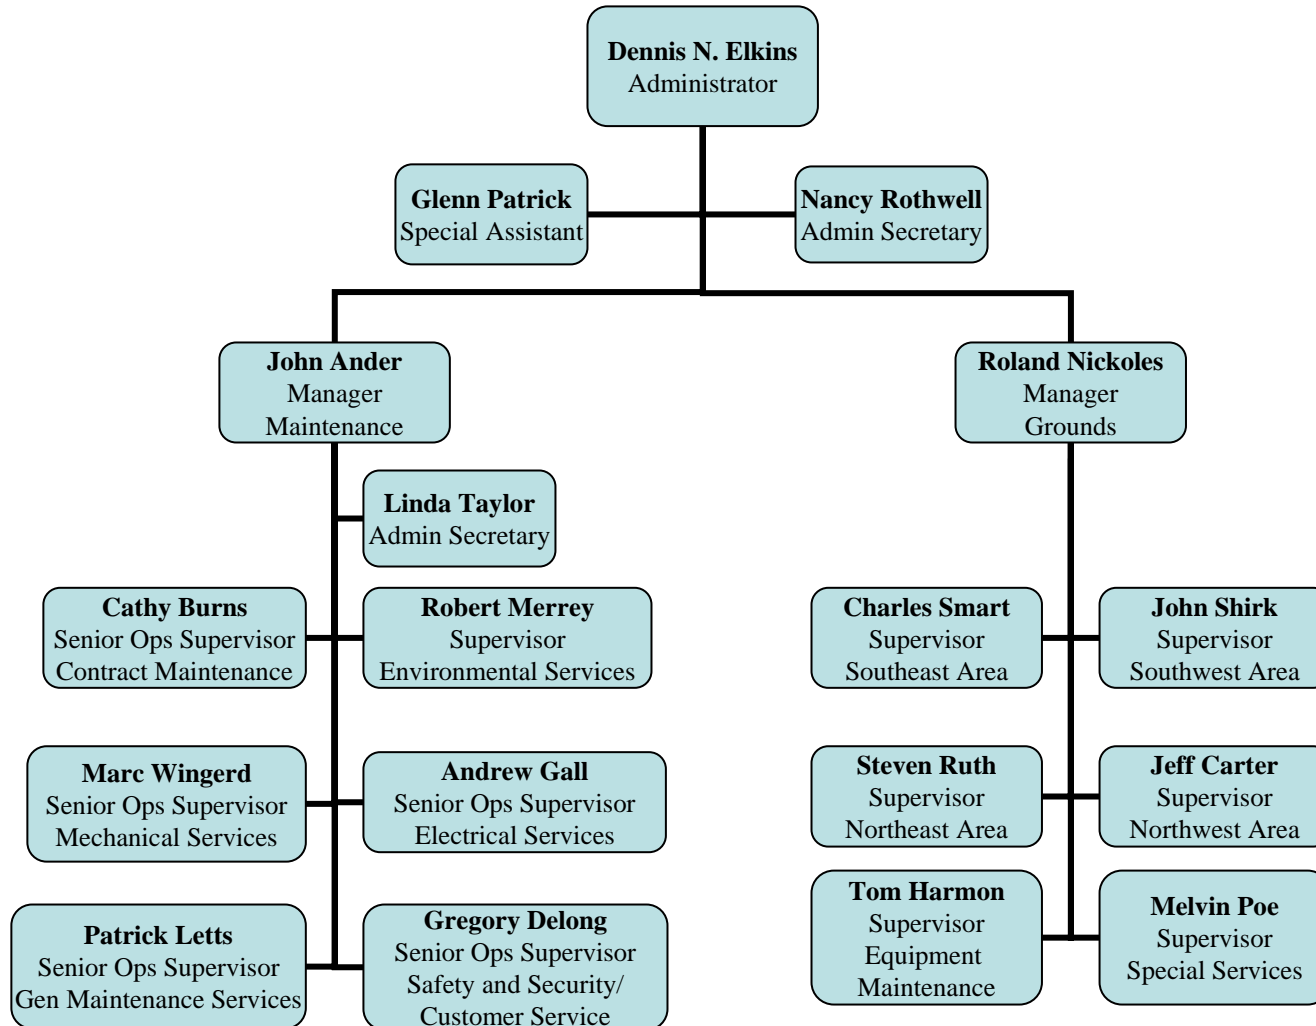 Dennis N. Elkins
Administrator
Glenn Patrick
Special Assistant
Nancy Rothwell
Admin Secretary
John Ander
Manager
Maintenance
Roland Nickoles
Manager
Grounds
Linda Taylor
Admin Secretary
Cathy Burns
Senior Ops Supervisor
Contract Maintenance
Robert Merrey
Supervisor
Environmental Services
Charles Smart
Supervisor
Southeast Area
John Shirk
Supervisor
Southwest Area
Marc Wingerd
Senior Ops Supervisor
Mechanical Services
Andrew Gall
Senior Ops Supervisor
Electrical Services
Steven Ruth
Supervisor
Northeast Area
Jeff Carter
Supervisor
Northwest Area
Patrick Letts
Senior Ops Supervisor
Gen Maintenance Services
Gregory Delong
Senior Ops Supervisor
Safety and Security/
Customer Service
Tom Harmon
Supervisor
Equipment
Maintenance
Melvin Poe
Supervisor
Special Services